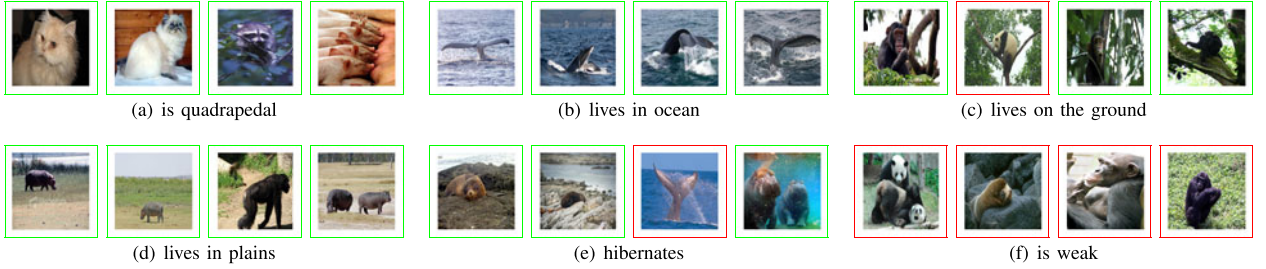 (a) is quadrapedal
(b) lives in ocean
(c) lives on the ground
(d) lives in plains
(e) hibernates
(f) is weak